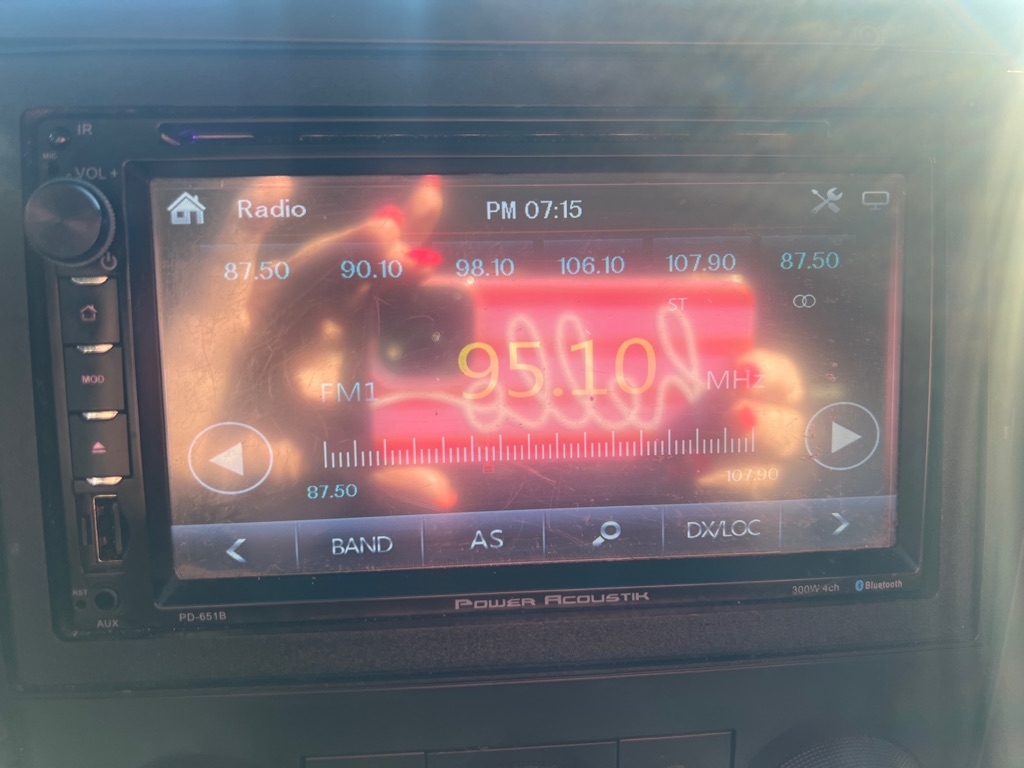 IR
MIC
- VOL +
Radio
PM 07:15
87.50 90.10 98.10 106.10 107.90 87.50
ST
hello
95.10
FM1
MHz
MOD
87.50
107.90
BAND
AS
DX/LOC
RST
AUX
PD-651B
POWER ACOUSTIK
300W 4ch
Bluetooth